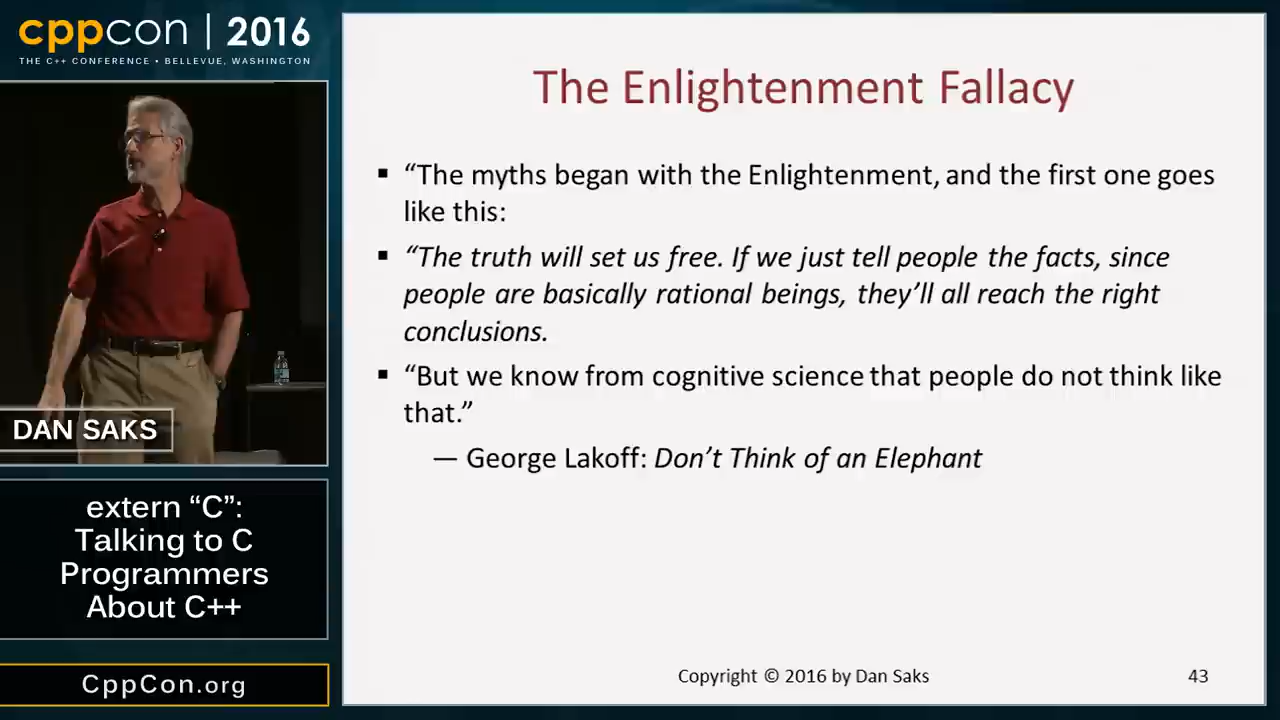 cppcon | 2016
THE C++ CONFERENCE • BELLEVUE, WASHINGTON
DAN SAKS
extern “C”:
Talking to C
Programmers
About C++
CppCon.org
The Enlightenment Fallacy
▪ “The myths began with the Enlightenment, and the first one goes
like this:
▪ “The truth will set us free. If we just tell people the facts, since
people are basically rational beings, they’ll all reach the right
conclusions.
▪ “But we know from cognitive science that people do not think like
that.”
— George Lakoff: Don’t Think of an Elephant
Copyright © 2016 by Dan Saks
43